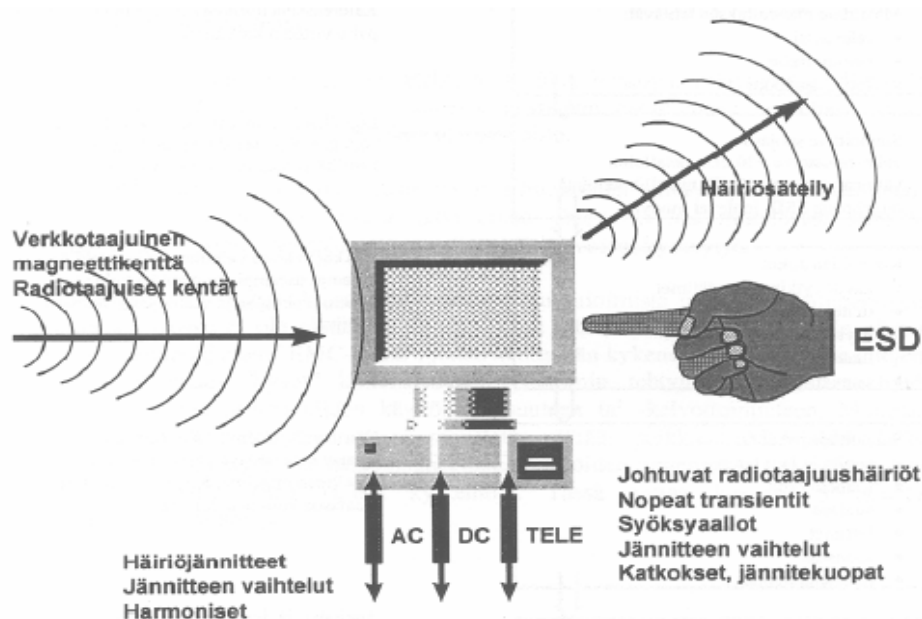 Häiriösäteily
Verkkotaajuinen
magneettikenttä
Radiotaajuiset kentät
ESD
AC
DC
TELE
Johtuvat radiotaajuushäiriöt
Nopeat transientit
Syöksyaallot
Jännitteen vaihtelut
Katkokset, jännitekuopat
Häiriöjännitteet
Jännitteen vaihtelut
Harmoniset